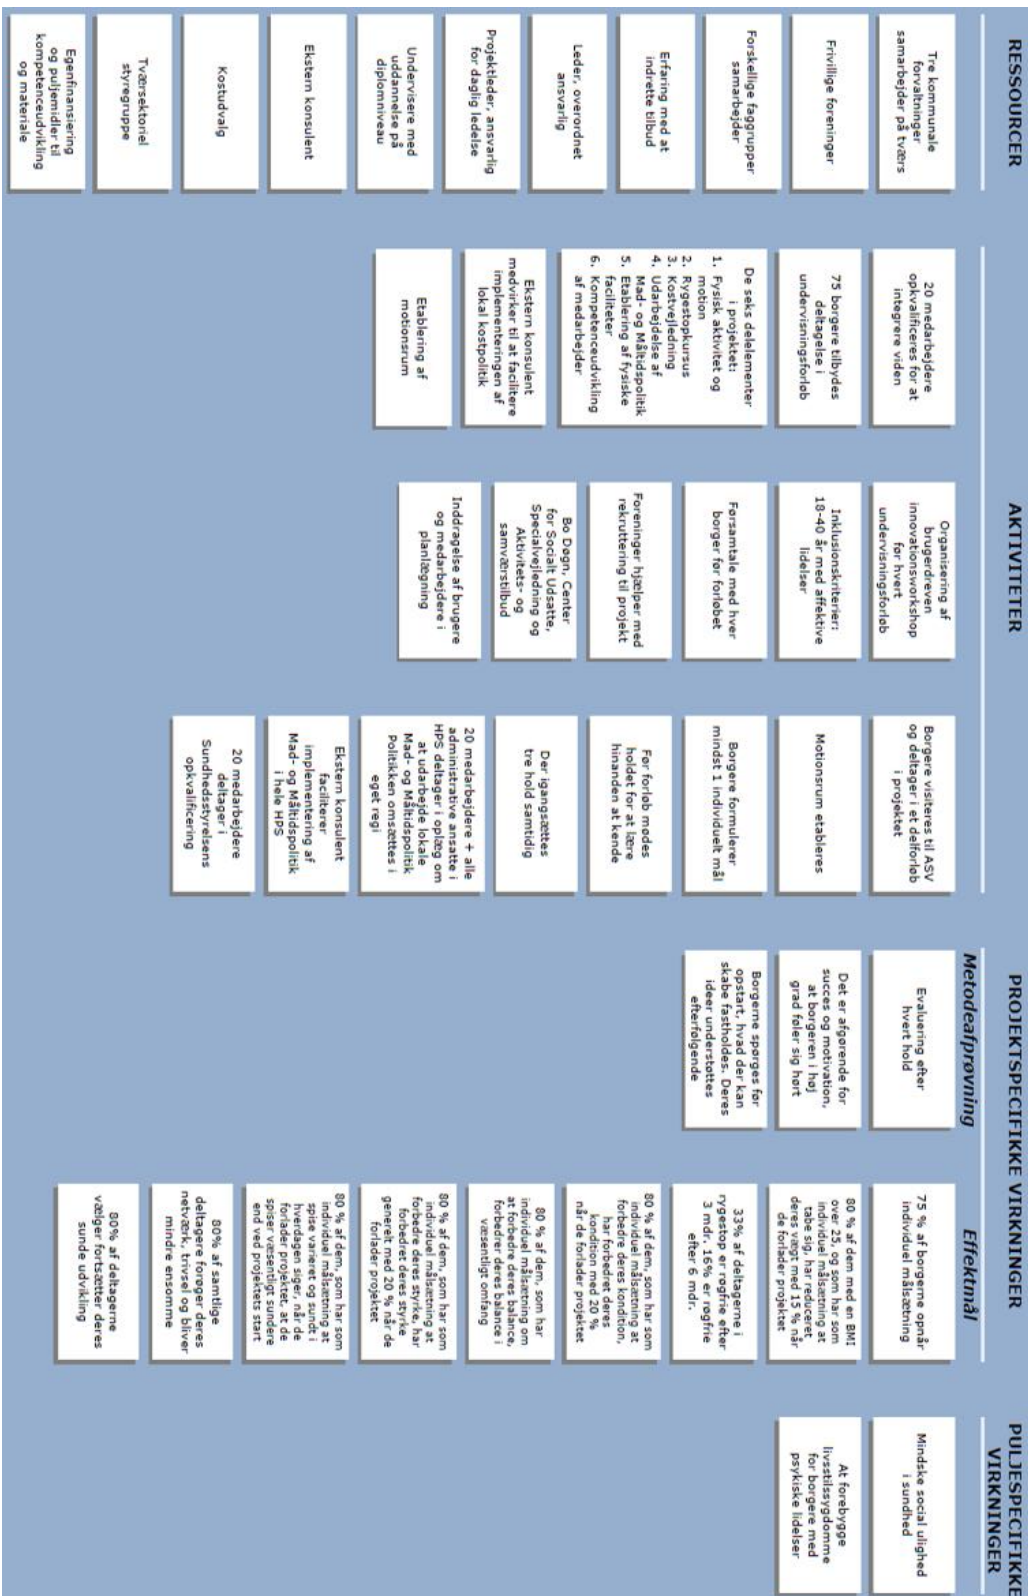 RESSOURCER
Tre kommunale
forvaltninger
samarbejder på tværs
Frivillige foreninger
Forskellige faggrupper
samarbejder
Erfaring med at
indrette tilbud
Leder, overordnet
ansvarlig
Projektleder, ansvarlig
for daglig ledelse
Undervisere med
uddannelse på
diplomniveau
Ekstern konsulent
Kostudvalg
Tværsektoriel
styregruppe
Egenfinansiering
og puljemidler til
kompetenceudvikling
og materiale
AKTIVITETER
20 medarbejdere
opkvalificeres for at
integrere viden
75 borgere tilbydes
deltagelse i
undervisningsforløb
De seks delelementer
i projektet:
1. Fysisk aktivitet og
motion
2. Rygestopkursus
3. Kostvejledning
4. Udarbejdelse af
Mad- og Måltidspolitik
5. Etablering af fysiske
faciliteter
6. Kompetenceudvikling
af medarbejder
Ekstern konsulent
medvirker til at facilitere
implementeringen af
lokal kostpolitik
Etablering af
motionsrum
Organisering af
brugerdreven
innovationsworkshop
før hvert
undervisningsforløb
Inklusionskriterier:
18-40 år med affektive
lidelser
Førsamtale med hver
borger før forløbet
Foreninger hjælper med
rekruttering til projekt
Bo Døgn, Center
for Socialt Udsatte,
Specialvejledning og
Aktivitets- og
samværstilbud
Inddragelse af brugere
og medarbejdere i
planlægning
Borgere visiteres til ASV
og deltager i et delforløb
i projektet
Motionsrum etableres
Borgere formulerer
mindst 1 individuelt mål
Før forløb mødes
holdet for at lære
hinanden at kende
Der igangsættes
tre hold samtidig
20 medarbejdere + alle
administrative ansatte i
HPS deltager i oplæg om
at udarbejde lokale
Mad- og Måltidspolitik
Politikken omsættes i
eget regi
Ekstern konsulent
faciliterer
implementering af
Mad- og Måltidspolitik
i hele HPS
20 medarbejdere
deltager i
Sundhedsstyrelsens
opkvalificering
PROJEKTSPECIFIKKE VIRKNINGER
Metodeafprøvning
Evaluering efter
hvert hold
Det er afgørende for
succes og motivation,
at borgeren i høj
grad føler sig hørt
Borgerne spørges før
opstart, hvad der kan
skabe fastholdes. Deres
ideer understøttes
efterfølgende
Effektmål
75 % af borgerne opnår
individuel målsætning
80 % af dem med en BMI
over 25 og som har som
individuel målsætning at
tabe sig, har reduceret
deres vægt med 15 % når
de forlader projektet
33% af deltagerne i
rygestop er røgfrie efter
3 mdr. 16% er røgfrie
efter 6 mdr.
80 % af dem, som har som
individuel målsætning at
forbedre deres kondition,
har forbedret deres
kondition med 20 %
når de forlader projektet
80 % af dem, som har
individuel målsætning om
at forbedre deres balance,
forbedrer deres balance i
væsentligt omfang
80 % af dem, som har som
individuel målsætning at
forbedre deres styrke, har
forbedret deres styrke
generelt med 20 % når de
forlader projektet
80 % af dem, som har som
individuel målsætning at
spise varieret og sundt i
hverdagen siger, når de
forlader projektet, at de
spiser væsentligt sundere
end ved projektets start
80% af samtlige
deltagere forøger deres
netværk, trivsel og bliver
mindre ensomme
80% af deltagerne
vælger fortsætter deres
sunde udvikling
PULJESPECIFIKKE
VIRKNINGER
Mindske social ulighed
i sundhed
At forebygge
livsstilssygdomme
for borgere med
psykiske lidelser